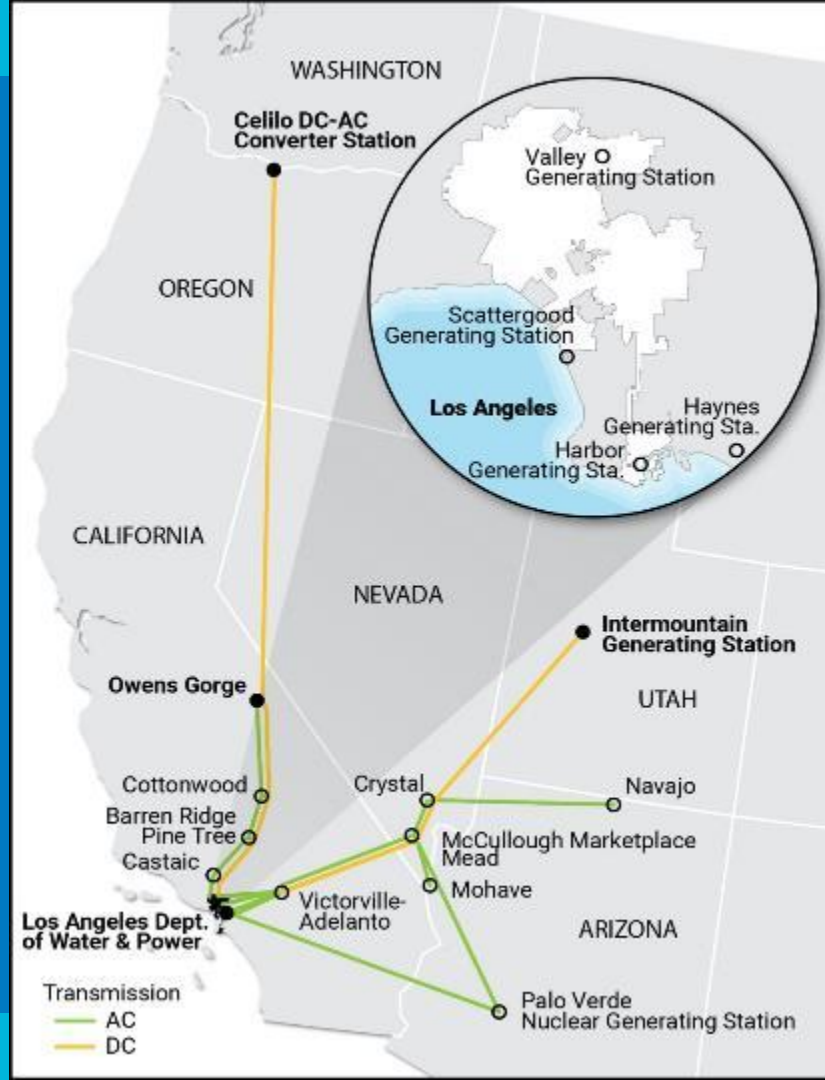 WASHINGTON
Celilo DC-AC
Converter Station
Valley
Generating Station
OREGON
Scattergood
Generating Station
Los Angeles
Haynes
Generating Sta.
Harbor
Generating Sta.
CALIFORNIA
NEVADA
Intermountain
Generating Station
Owens Gorge
UTAH
Cottonwood
Crystal
Navajo
Barren Ridge
Pine Tree
McCullough Marketplace
Mead
Castaic
Mohave
Victorville-
Adelanto
Los Angeles Dept.
of Water & Power
ARIZONA
Transmission
AC
DC
Palo Verde
Nuclear Generating Station